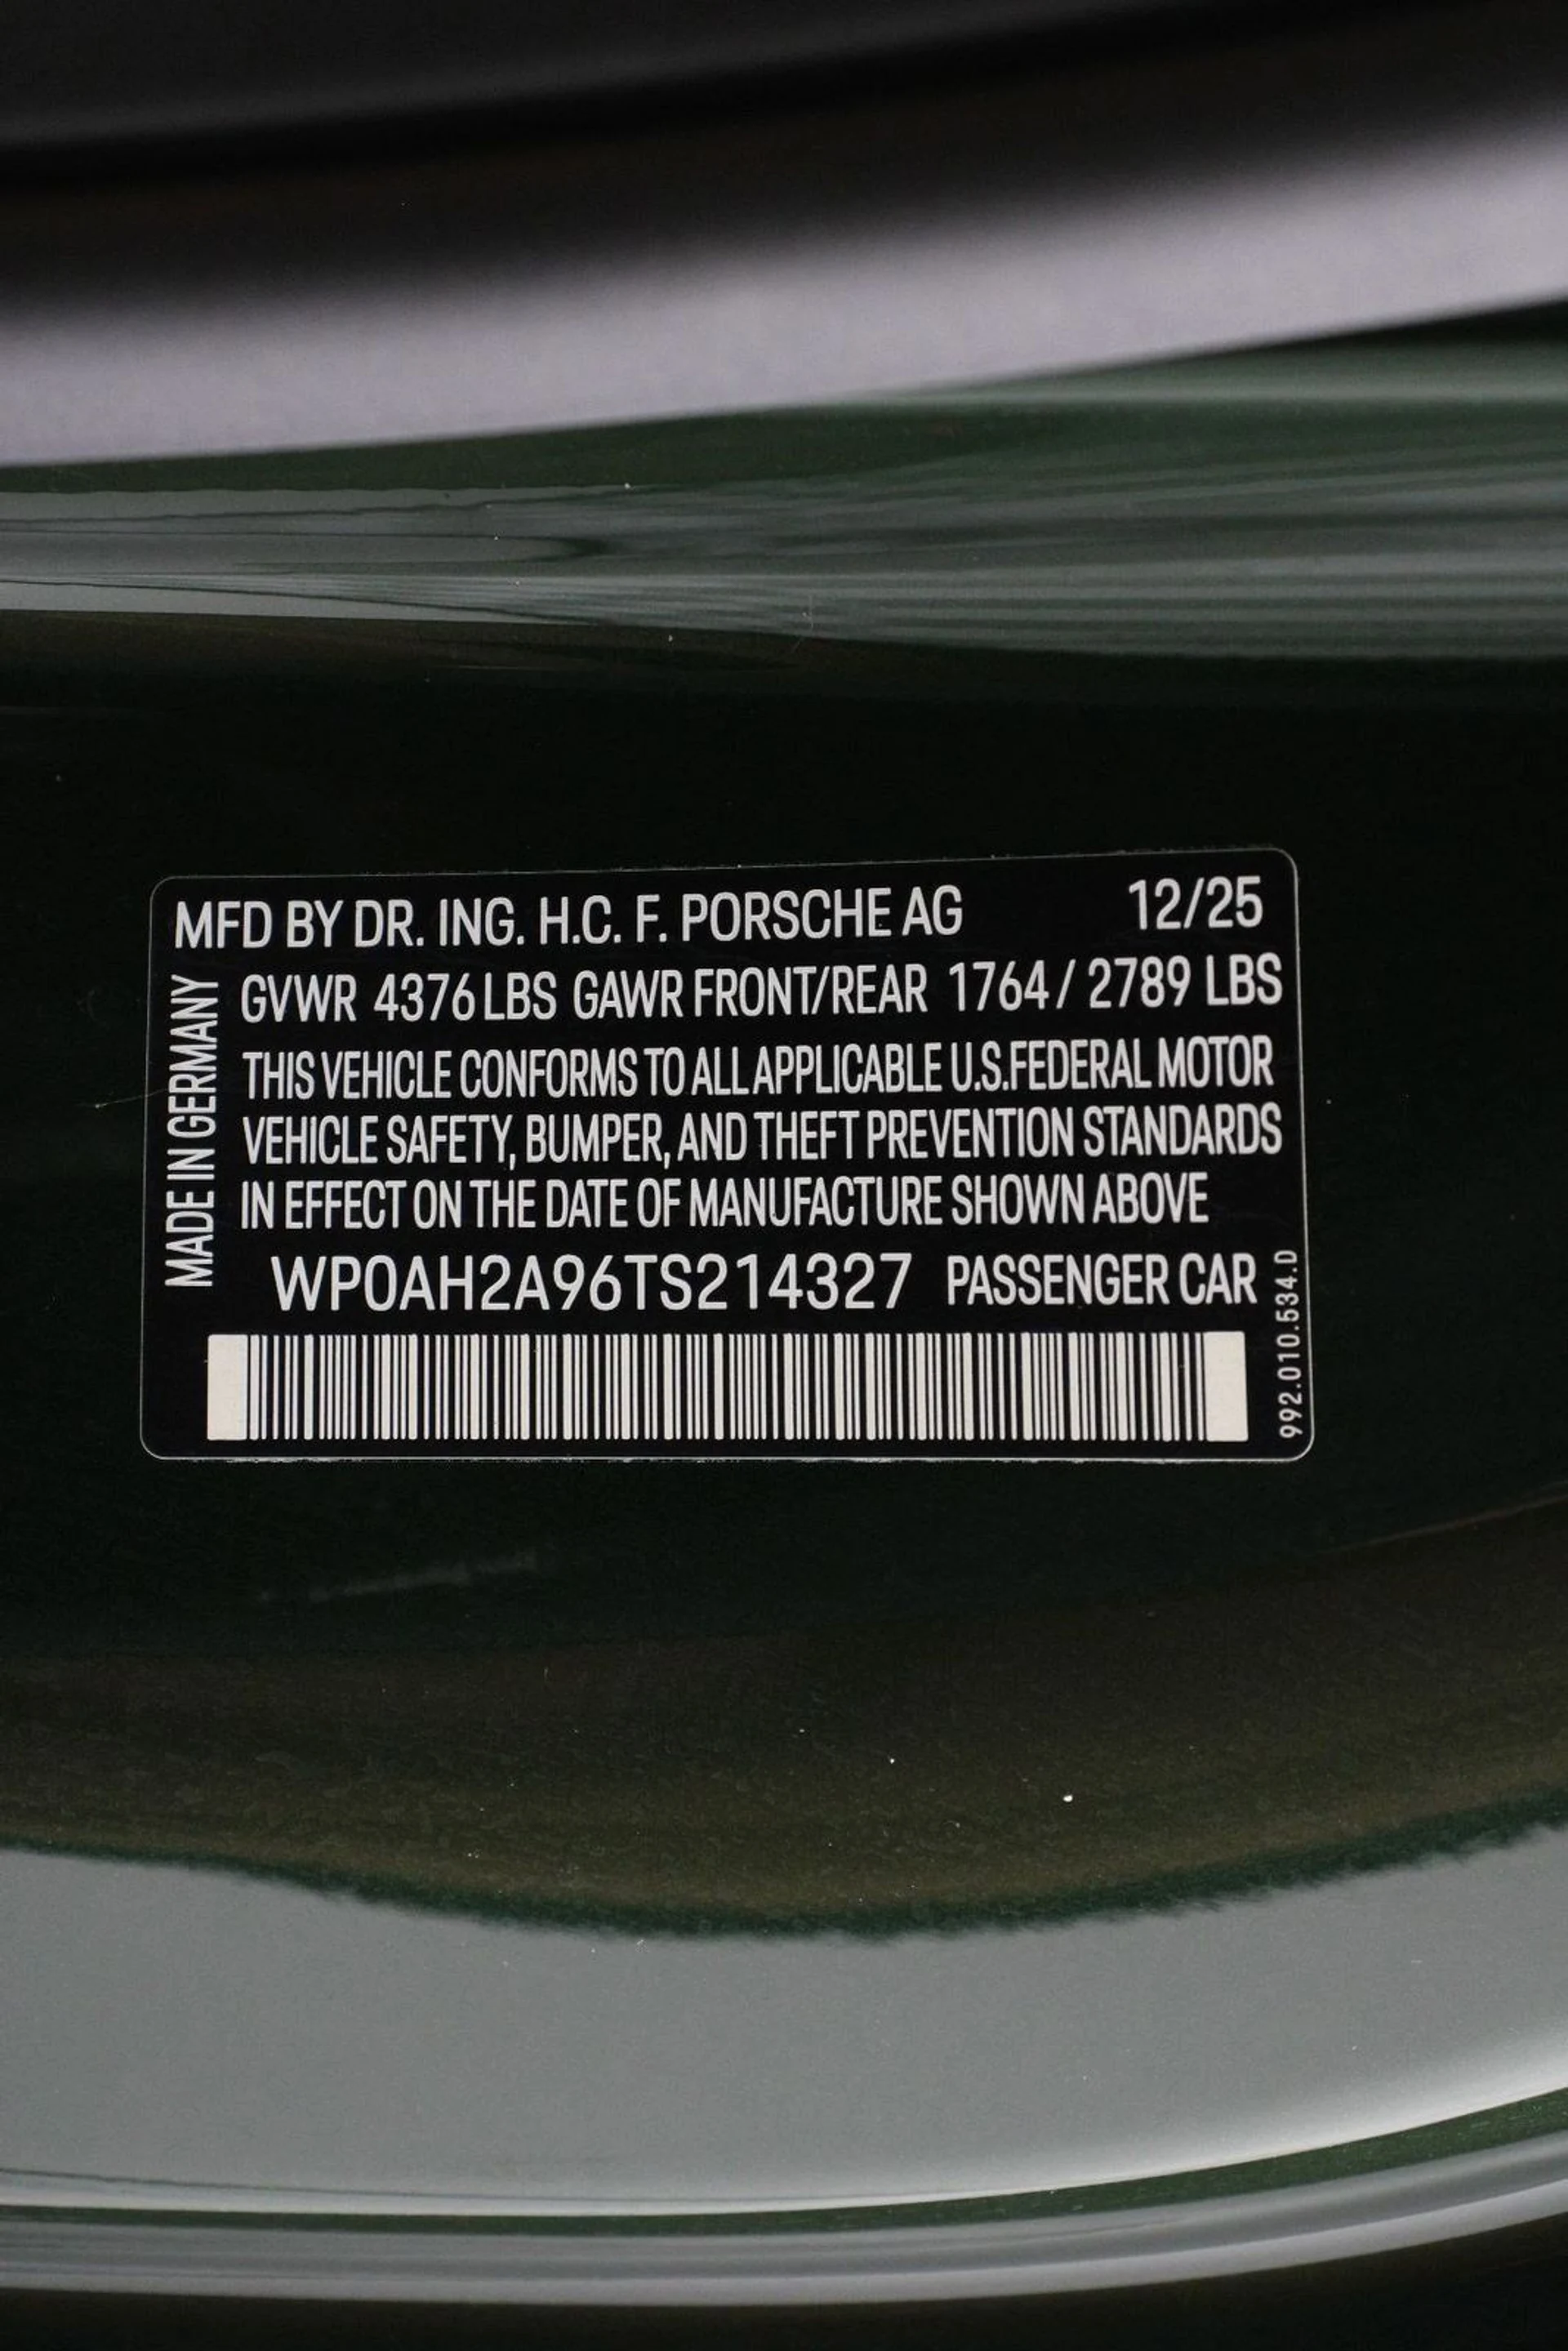 MFD BY DR. ING. H.C. F. PORSCHE AG 12/25
MADE IN GERMANY
GVWR 4376 LBS GAWR FRONT/REAR 1764 / 2789 LBS
THIS VEHICLE CONFORMS TO ALL APPLICABLE U.S.FEDERAL MOTOR
VEHICLE SAFETY, BUMPER, AND THEFT PREVENTION STANDARDS
IN EFFECT ON THE DATE OF MANUFACTURE SHOWN ABOVE
WP0AH2A96TS214327 PASSENGER CAR
992.010.534.D